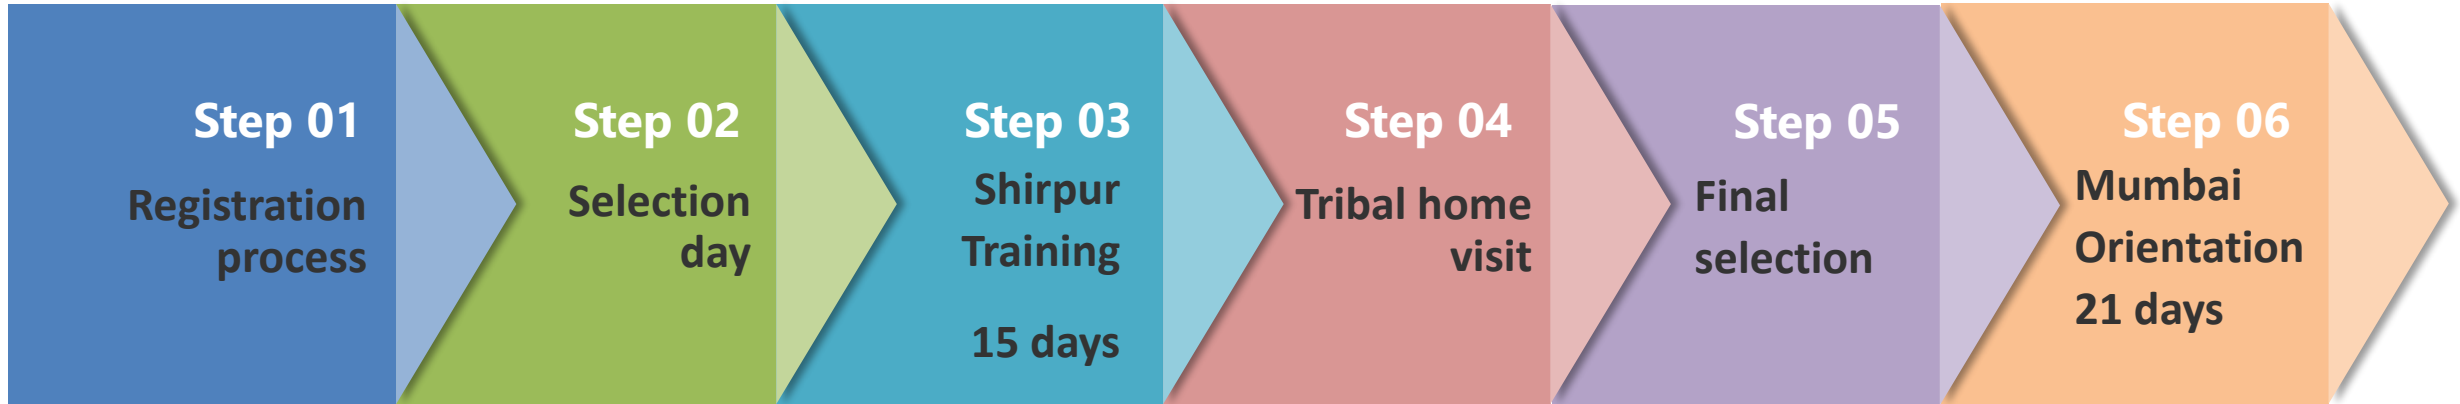 Step 01
Registration
process
Step 02
Selection
day
Step 03
Shirpur
Training
15 days
Step 04
Tribal home
visit
Step 05
Final
selection
Step 06
Mumbai
Orientation
21 days